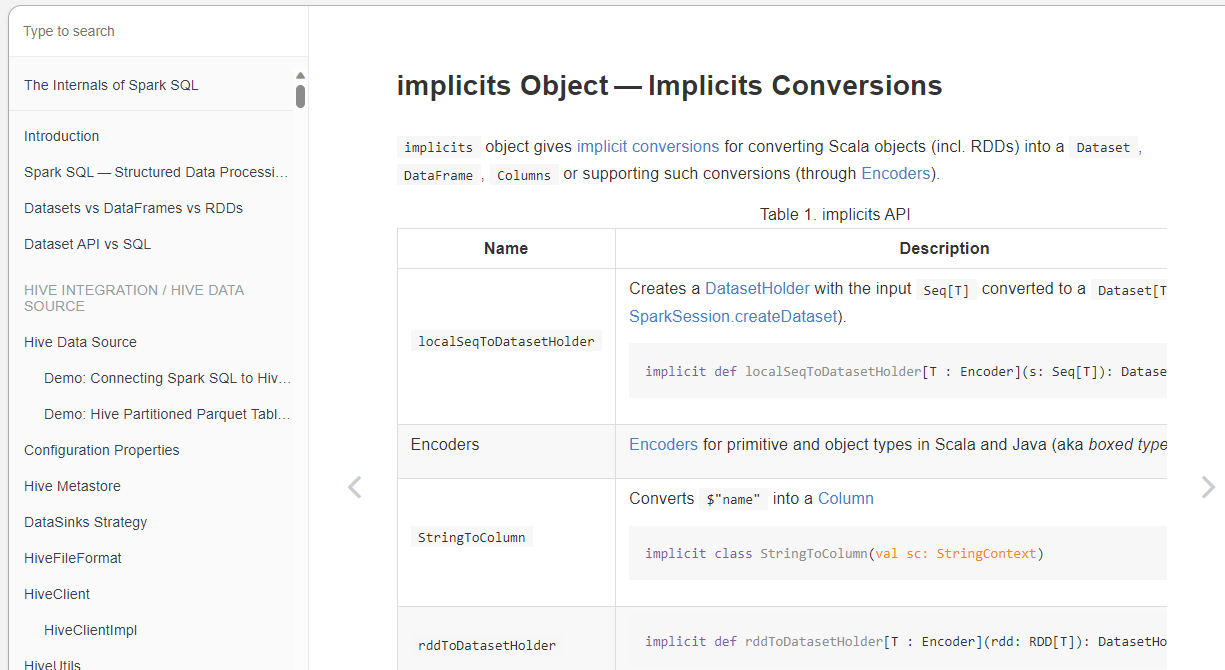 Type to search
The Internals of Spark SQL
Introduction
Spark SQL — Structured Data Processi…
Datasets vs DataFrames vs RDDs
Dataset API vs SQL
HIVE INTEGRATION / HIVE DATA
SOURCE
Hive Data Source
Demo: Connecting Spark SQL to Hiv…
Demo: Hive Partitioned Parquet Tabl…
Configuration Properties
Hive Metastore
DataSinks Strategy
HiveFileFormat
HiveClient
HiveClientImpl
HiveUtils
implicits Object — Implicits Conversions
implicits object gives implicit conversions for converting Scala objects (incl. RDDs) into a Dataset ,
DataFrame , Columns or supporting such conversions (through Encoders).
Table 1. implicits API
Name Description
localSeqToDatasetHolder
Creates a DatasetHolder with the input Seq[T] converted to a Dataset[T
SparkSession.createDataset).
implicit def localSeqToDatasetHolder[T : Encoder](s: Seq[T]): Datase
Encoders
Encoders for primitive and object types in Scala and Java (aka boxed type
StringToColumn
Converts $"name" into a Column
implicit class StringToColumn(val sc: StringContext)
rddToDatasetHolder
implicit def rddToDatasetHolder[T : Encoder](rdd: RDD[T]): DatasetHo